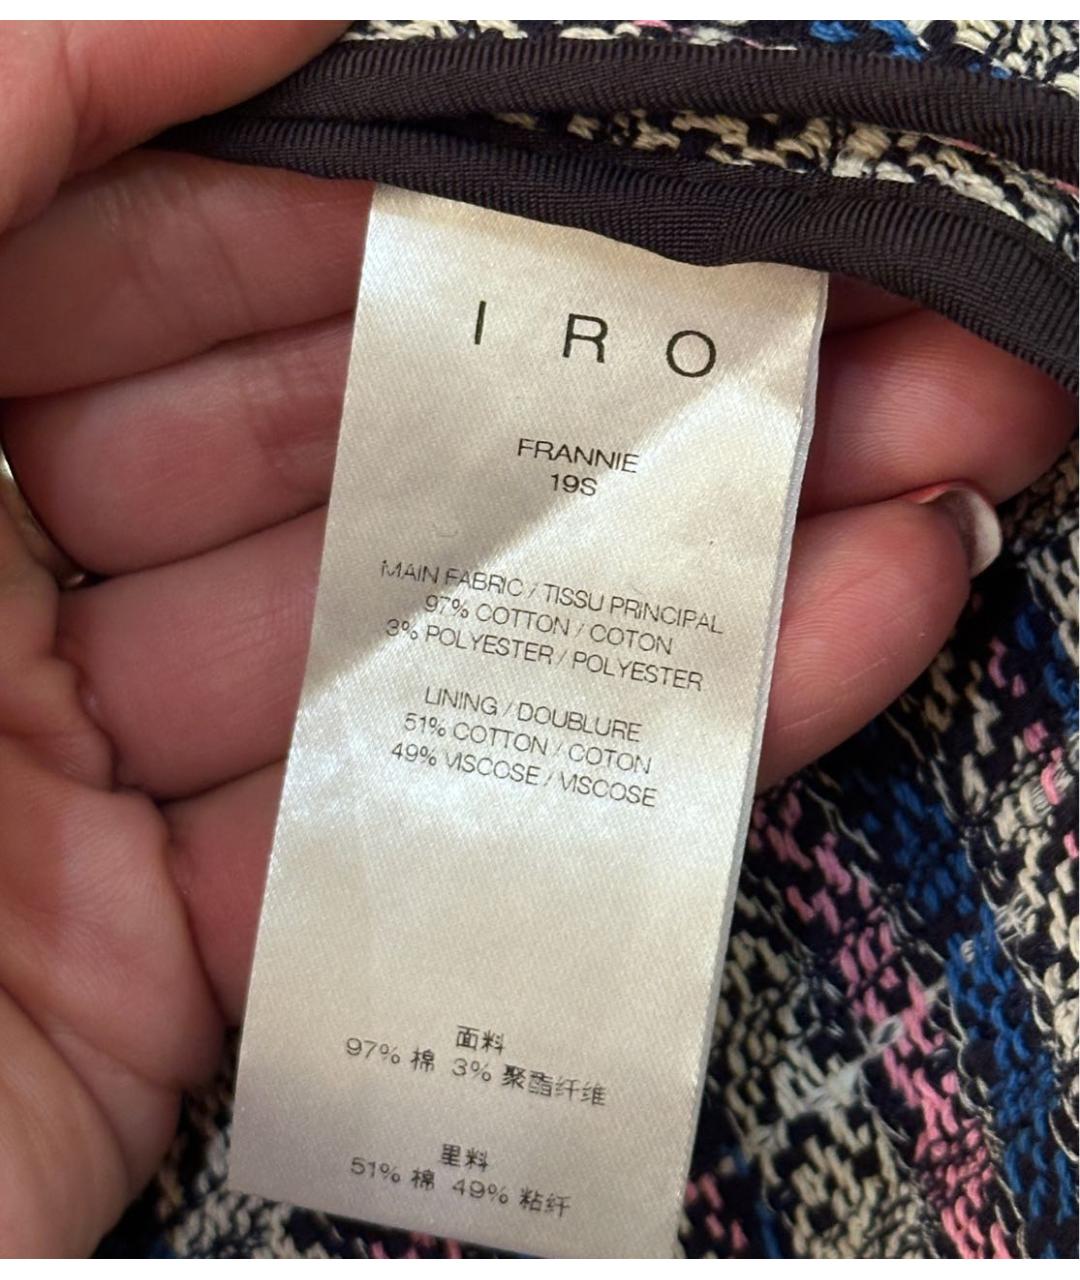 I R O
FRANNIE
19S
MAIN FABRIC / TISSU PRINCIPAL
97% COTTON / COTON
3% POLYESTER / POLYESTER
LINING / DOUBLURE
51% COTTON / COTON
49% VISCOSE / VISCOSE
面料
97% 棉 3% 聚酯纤维
里料
51% 棉 49% 粘纤